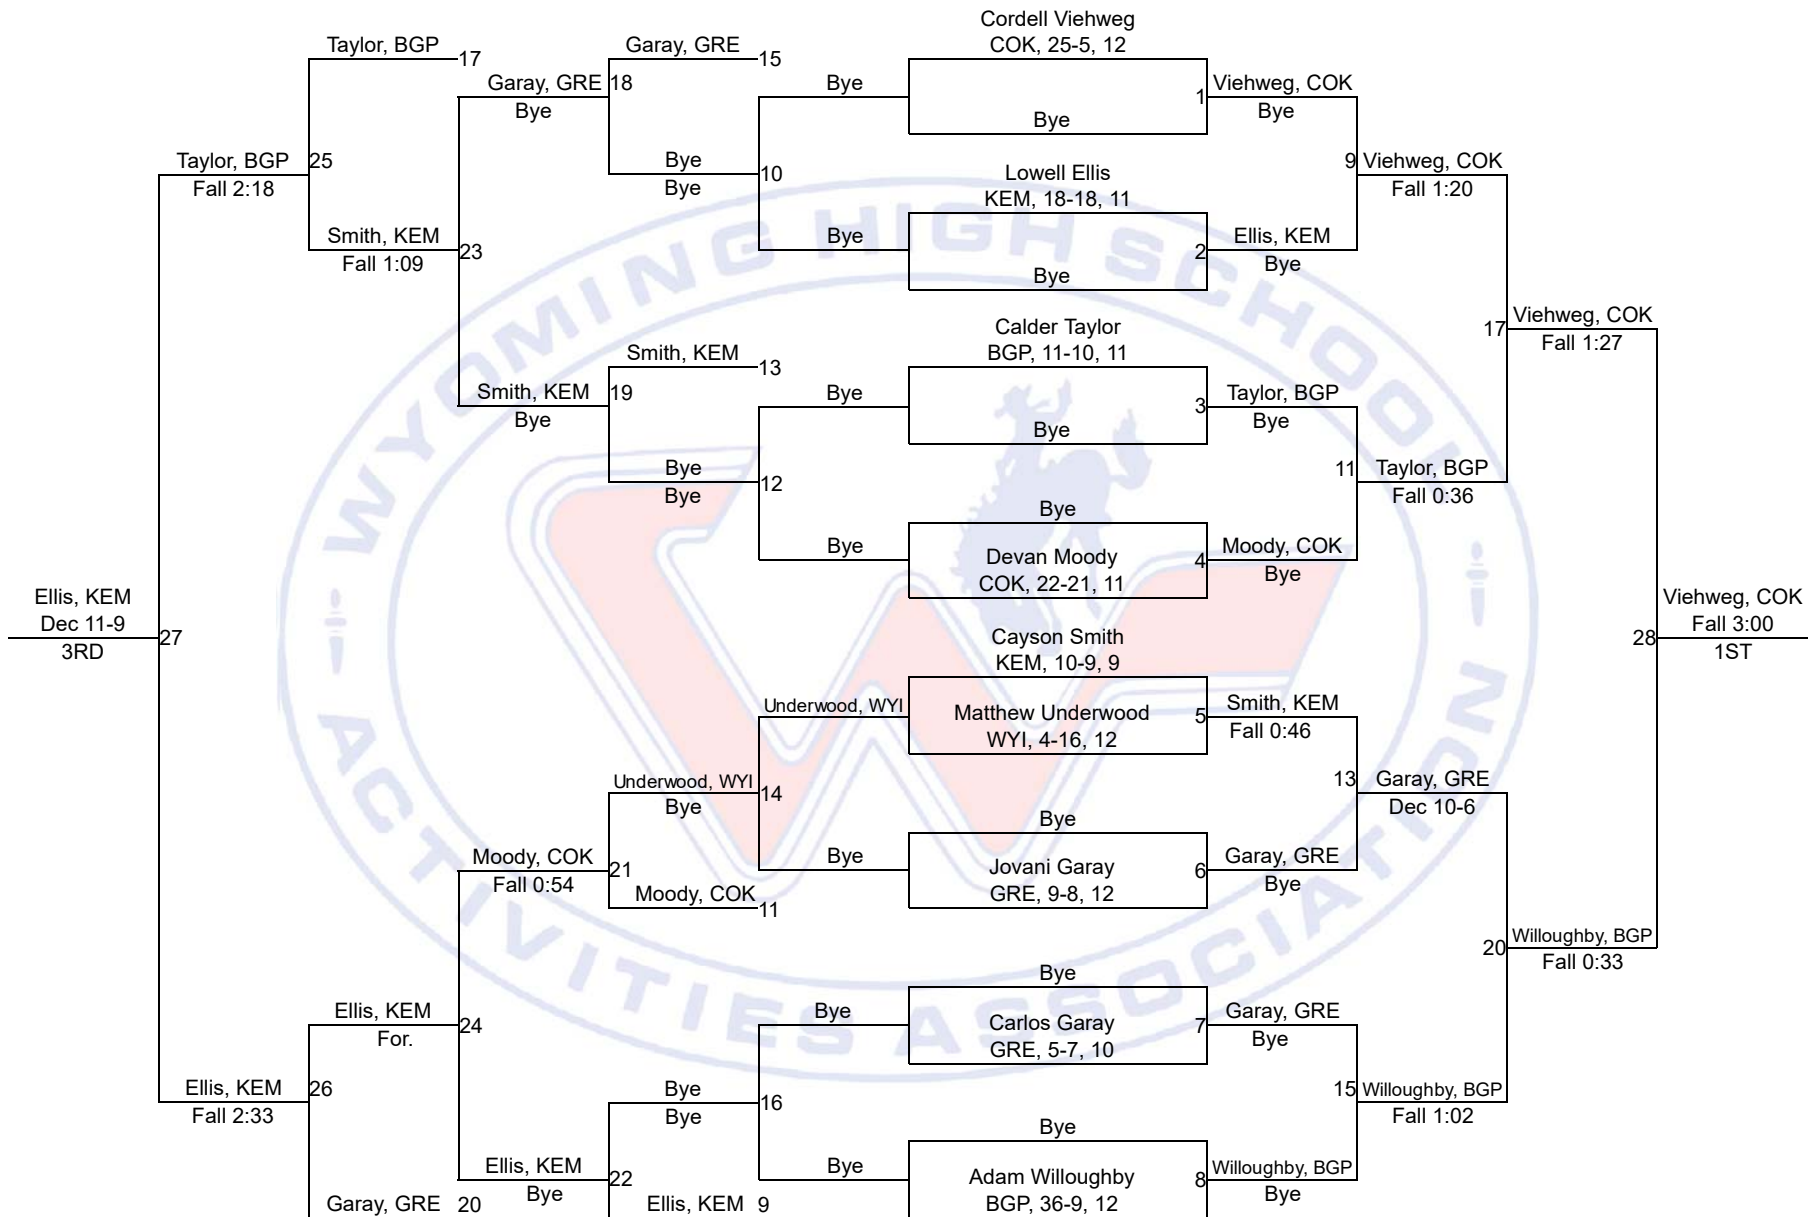 Cordell Viehweg
COK, 25-5, 12
Taylor, BGP
17
Garay, GRE
15
Garay, GRE
18
Bye
Bye
1
Viehweg, COK
Bye
Bye
Taylor, BGP
25
Fall 2:18
Bye
10
Bye
Lowell Ellis
KEM, 18-18, 11
9
Viehweg, COK
Fall 1:20
Smith, KEM
23
Fall 1:09
Bye
2
Ellis, KEM
Bye
Bye
Calder Taylor
BGP, 11-10, 11
17
Viehweg, COK
Fall 1:27
Smith, KEM
13
Smith, KEM
19
Bye
Bye
3
Taylor, BGP
Bye
Bye
Bye
12
Bye
11
Taylor, BGP
Fall 0:36
Bye
Bye
Devan Moody
COK, 22-21, 11
4
Moody, COK
Bye
Ellis, KEM
Dec 11-9
27
3RD
Viehweg, COK
Fall 3:00
28
1ST
Cayson Smith
KEM, 10-9, 9
Underwood, WYI
Matthew Underwood
WYI, 4-16, 12
5
Smith, KEM
Fall 0:46
Underwood, WYI
14
Bye
13
Garay, GRE
Dec 10-6
Bye
Moody, COK
21
Fall 0:54
Bye
Jovani Garay
GRE, 9-8, 12
6
Garay, GRE
Bye
Moody, COK
11
20
Willoughby, BGP
Fall 0:33
Bye
Ellis, KEM
24
For.
Bye
Carlos Garay
GRE, 5-7, 10
7
Garay, GRE
Bye
Ellis, KEM
26
Fall 2:33
Bye
16
Bye
15
Willoughby, BGP
Fall 1:02
Bye
Ellis, KEM
22
Bye
Bye
Adam Willoughby
BGP, 36-9, 12
8
Willoughby, BGP
Bye
Garay, GRE
20
Ellis, KEM
9
WYOMING HIGH SCHOOL
ACTIVITIES ASSOCIATION